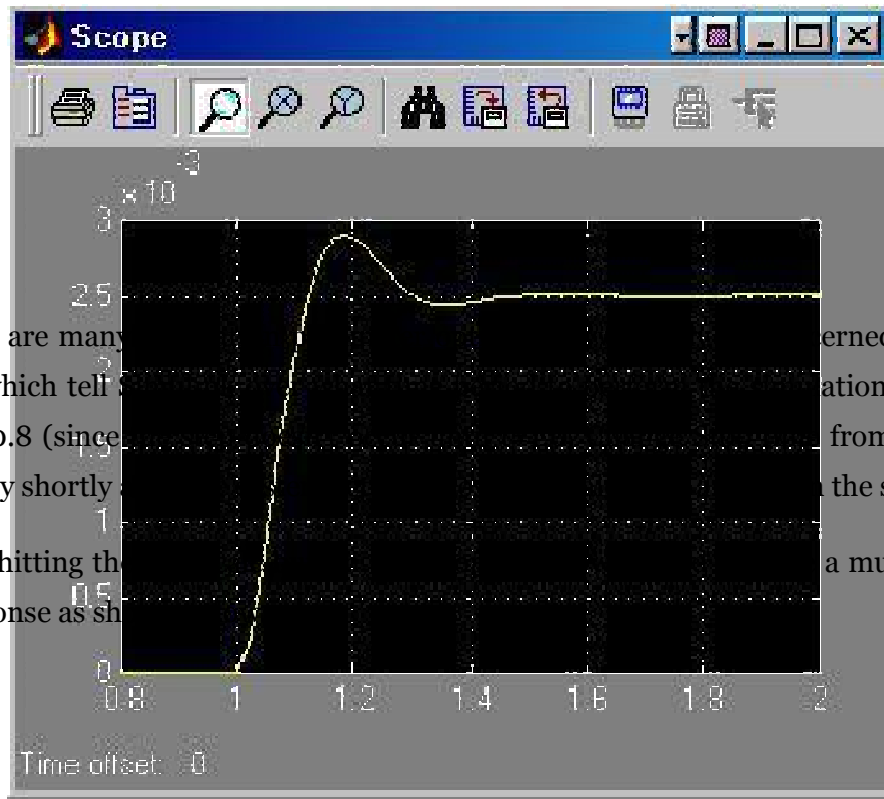 Scope
-3
x 10
3
2.5
are many erned
2
hich tell S ation
0.8 (since from
1.5
y shortly a n the s
1
hitting th a mu
0.5
onse as sh
0
0.8 1 1.2 1.4 1.6 1.8 2
Time offset: 0